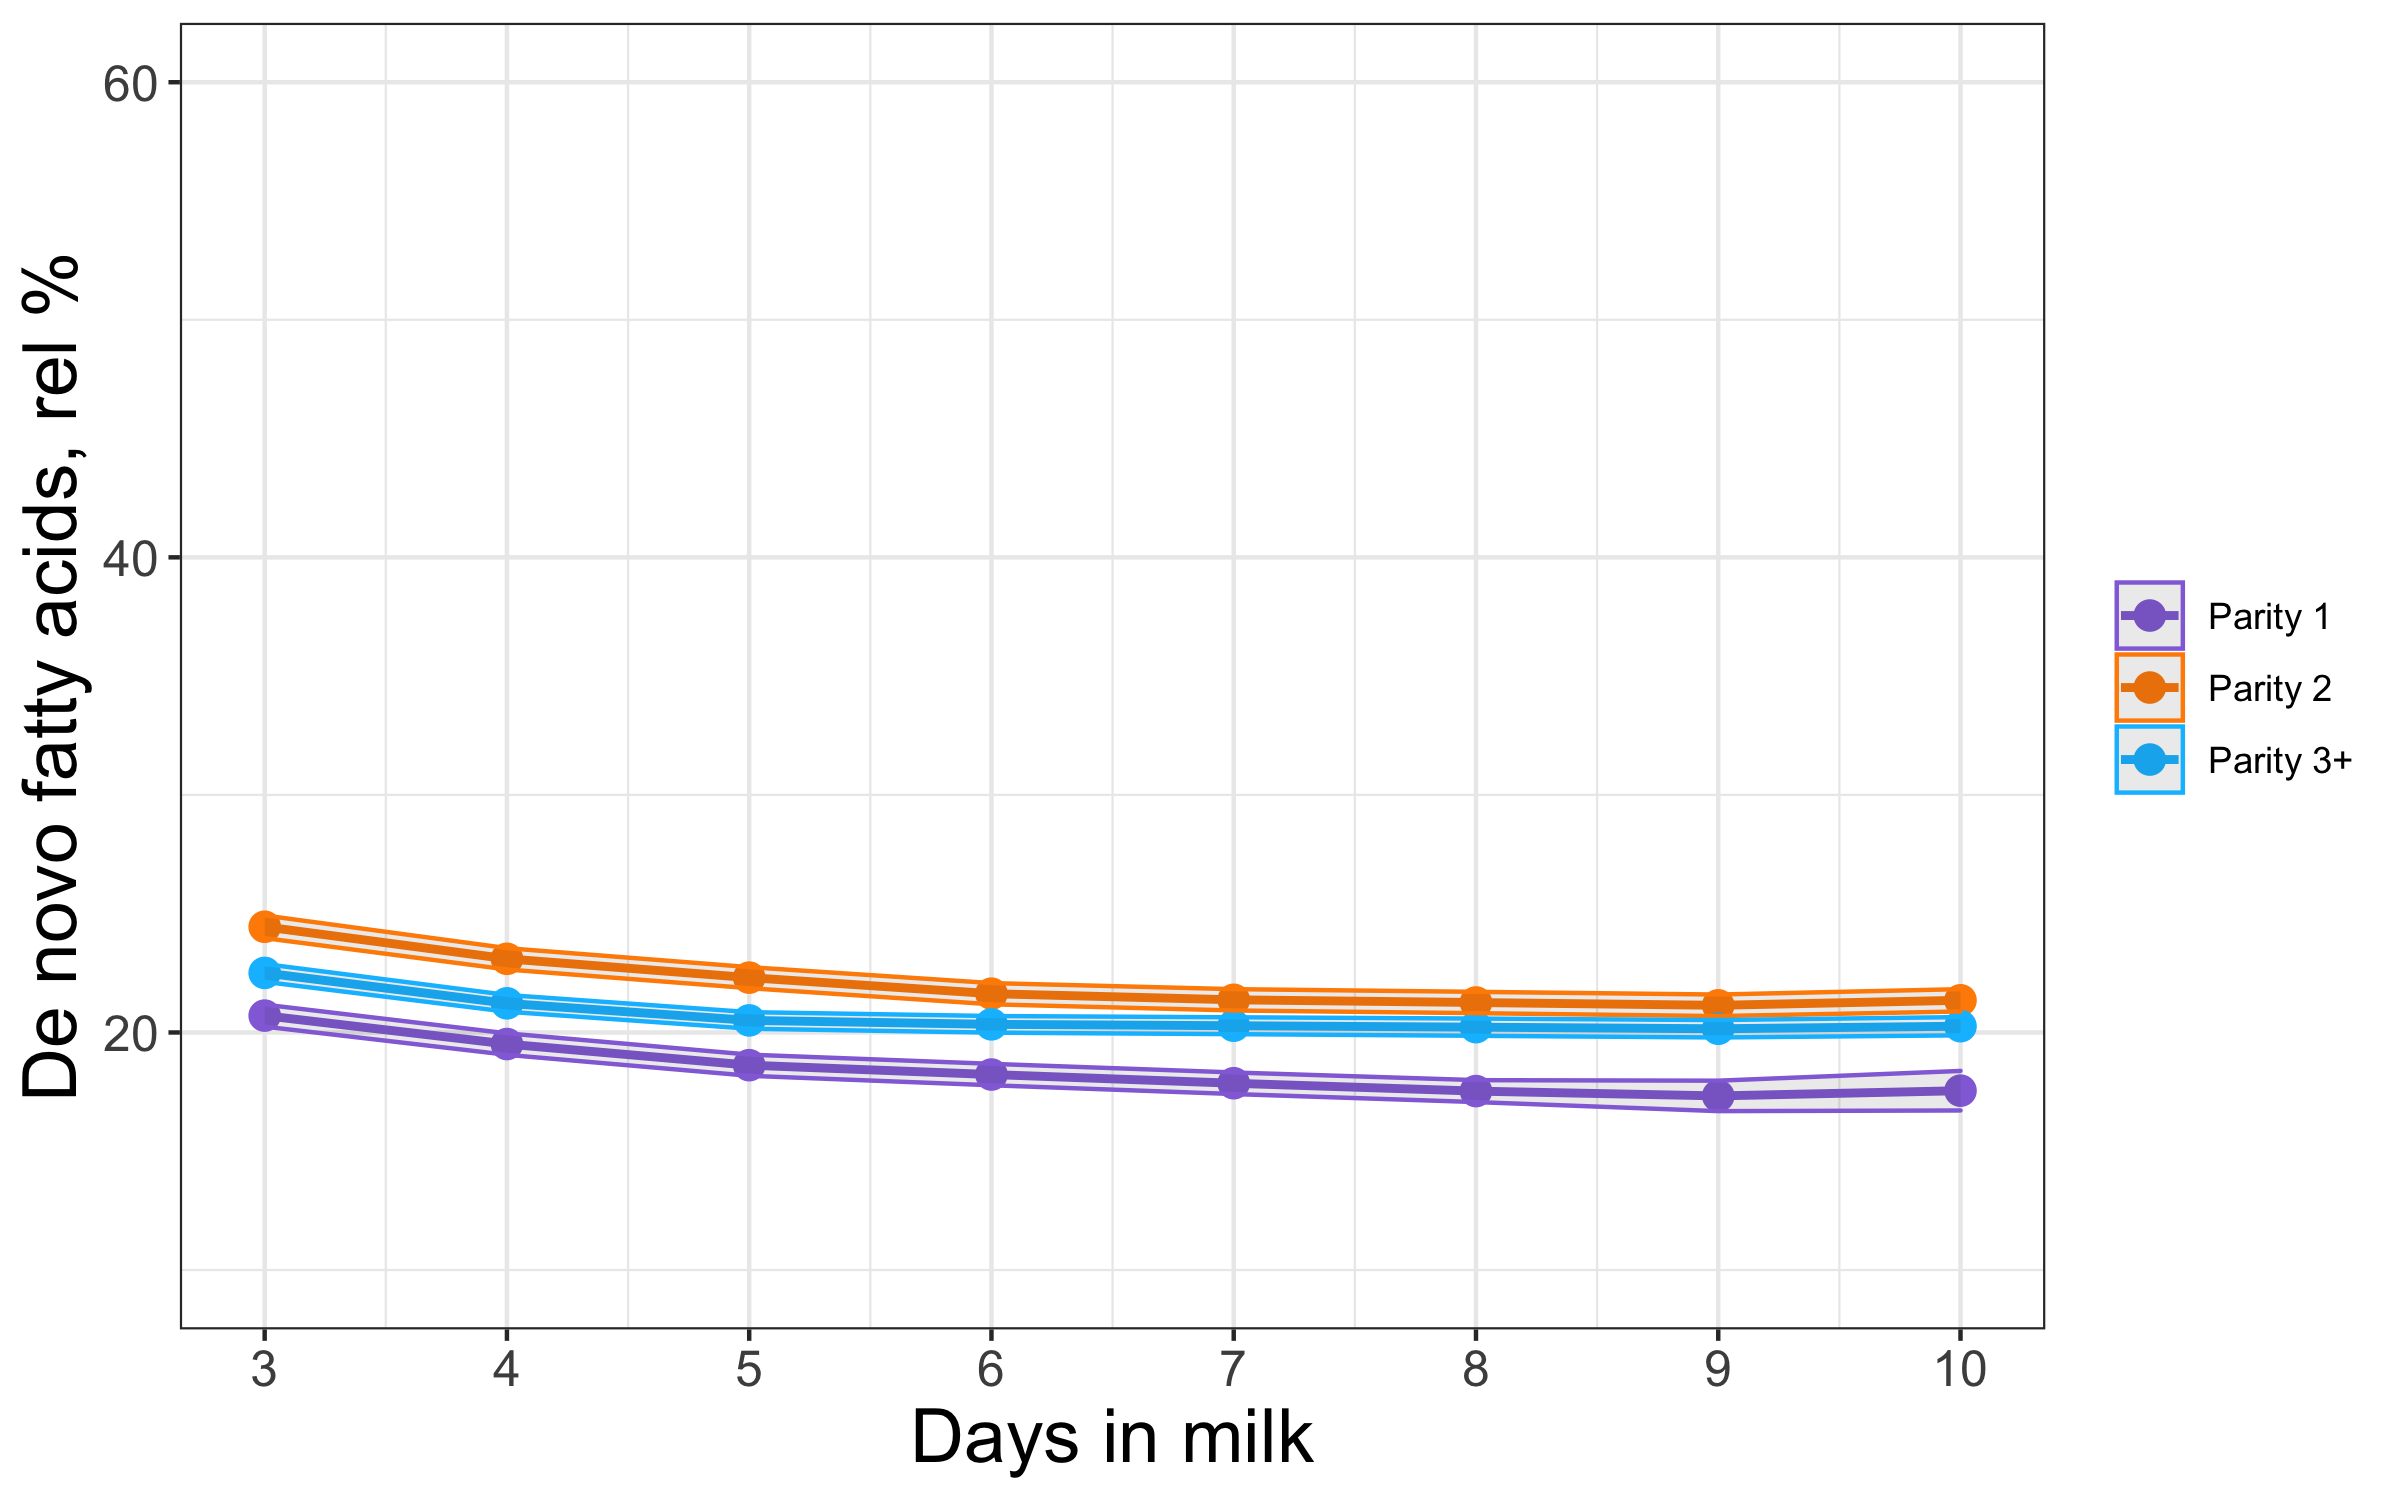 De novo fatty acids, rel %
60
40
20
3 4 5 6 7 8 9 10
Days in milk
Parity 1
Parity 2
Parity 3+